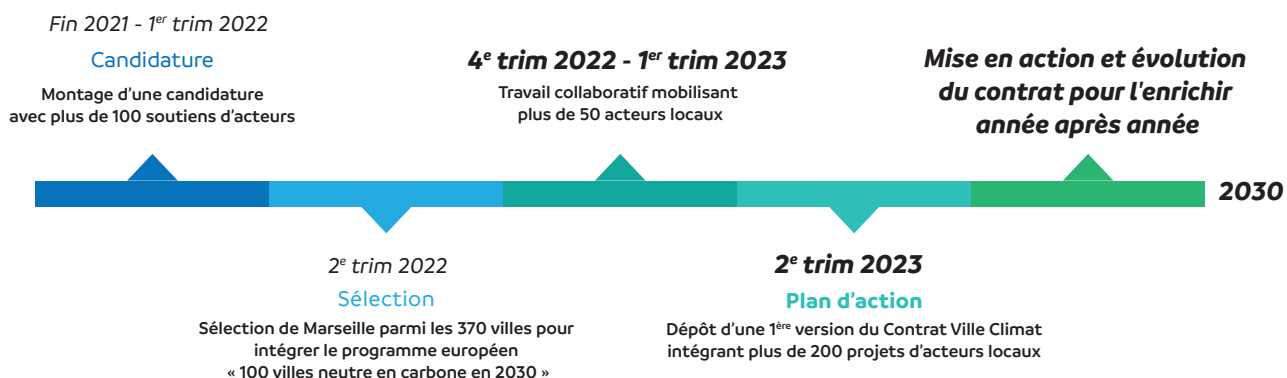 Fin 2021 - 1er trim 2022
Candidature
Montage d'une candidature
avec plus de 100 soutiens d'acteurs
2e trim 2022
Sélection
Sélection de Marseille parmi les 370 villes pour
intégrer le programme européen
« 100 villes neutre en carbone en 2030 »
4e trim 2022 - 1er trim 2023
Travail collaboratif mobilisant
plus de 50 acteurs locaux
2e trim 2023
Plan d'action
Dépôt d'une 1ère version du Contrat Ville Climat
intégrant plus de 200 projets d'acteurs locaux
Mise en action et évolution
du contrat pour l'enrichir
année après année
2030